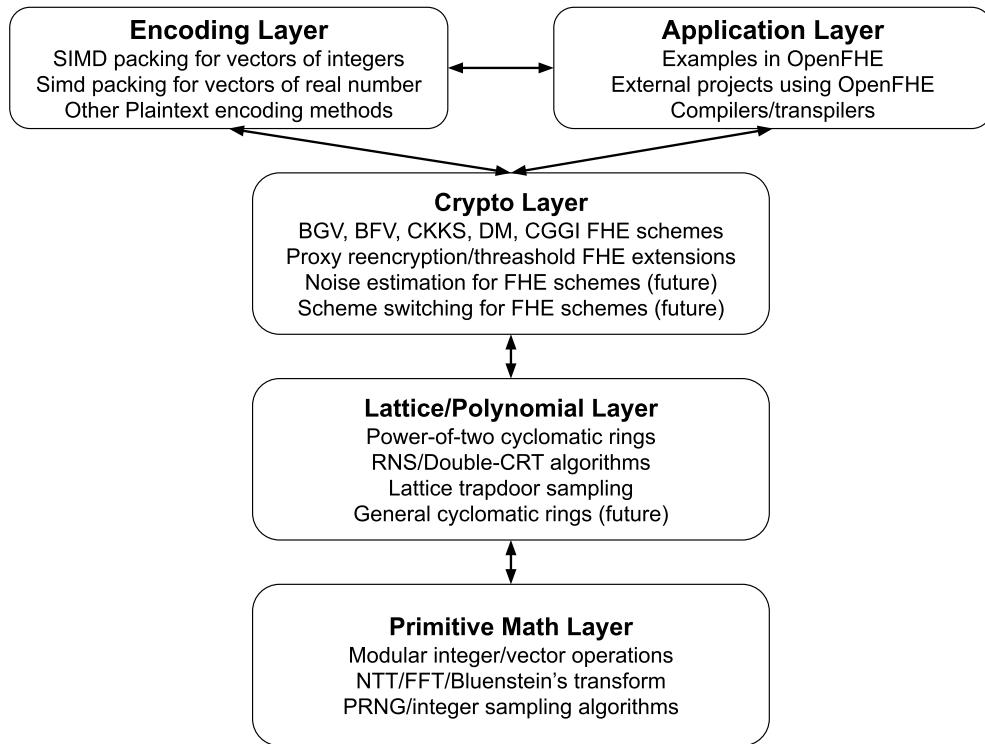 Encoding Layer
SIMD packing for vectors of integers
Simd packing for vectors of real number
Other Plaintext encoding methods
Application Layer
Examples in OpenFHE
External projects using OpenFHE
Compilers/transpilers
Crypto Layer
BGV, BFV, CKKS, DM, CGGI FHE schemes
Proxy reencryption/threashold FHE extensions
Noise estimation for FHE schemes (future)
Scheme switching for FHE schemes (future)
Lattice/Polynomial Layer
Power-of-two cyclomatic rings
RNS/Double-CRT algorithms
Lattice trapdoor sampling
General cyclomatic rings (future)
Primitive Math Layer
Modular integer/vector operations
NTT/FFT/Bluenstein’s transform
PRNG/integer sampling algorithms